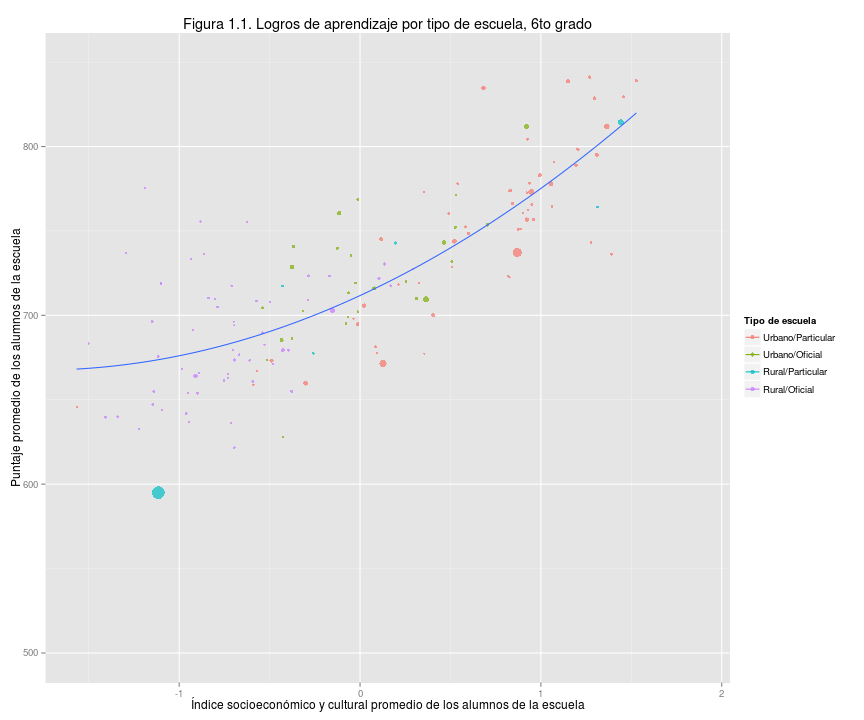 Figura 1.1. Logros de aprendizaje por tipo de escuela, 6to grado
800
700
600
500
Puntaje promedio de los alumnos de la escuela
-1
0
1
2
Índice socioeconómico y cultural promedio de los alumnos de la escuela
Tipo de escuela
Urbano/Particular
Urbano/Oficial
Rural/Particular
Rural/Oficial